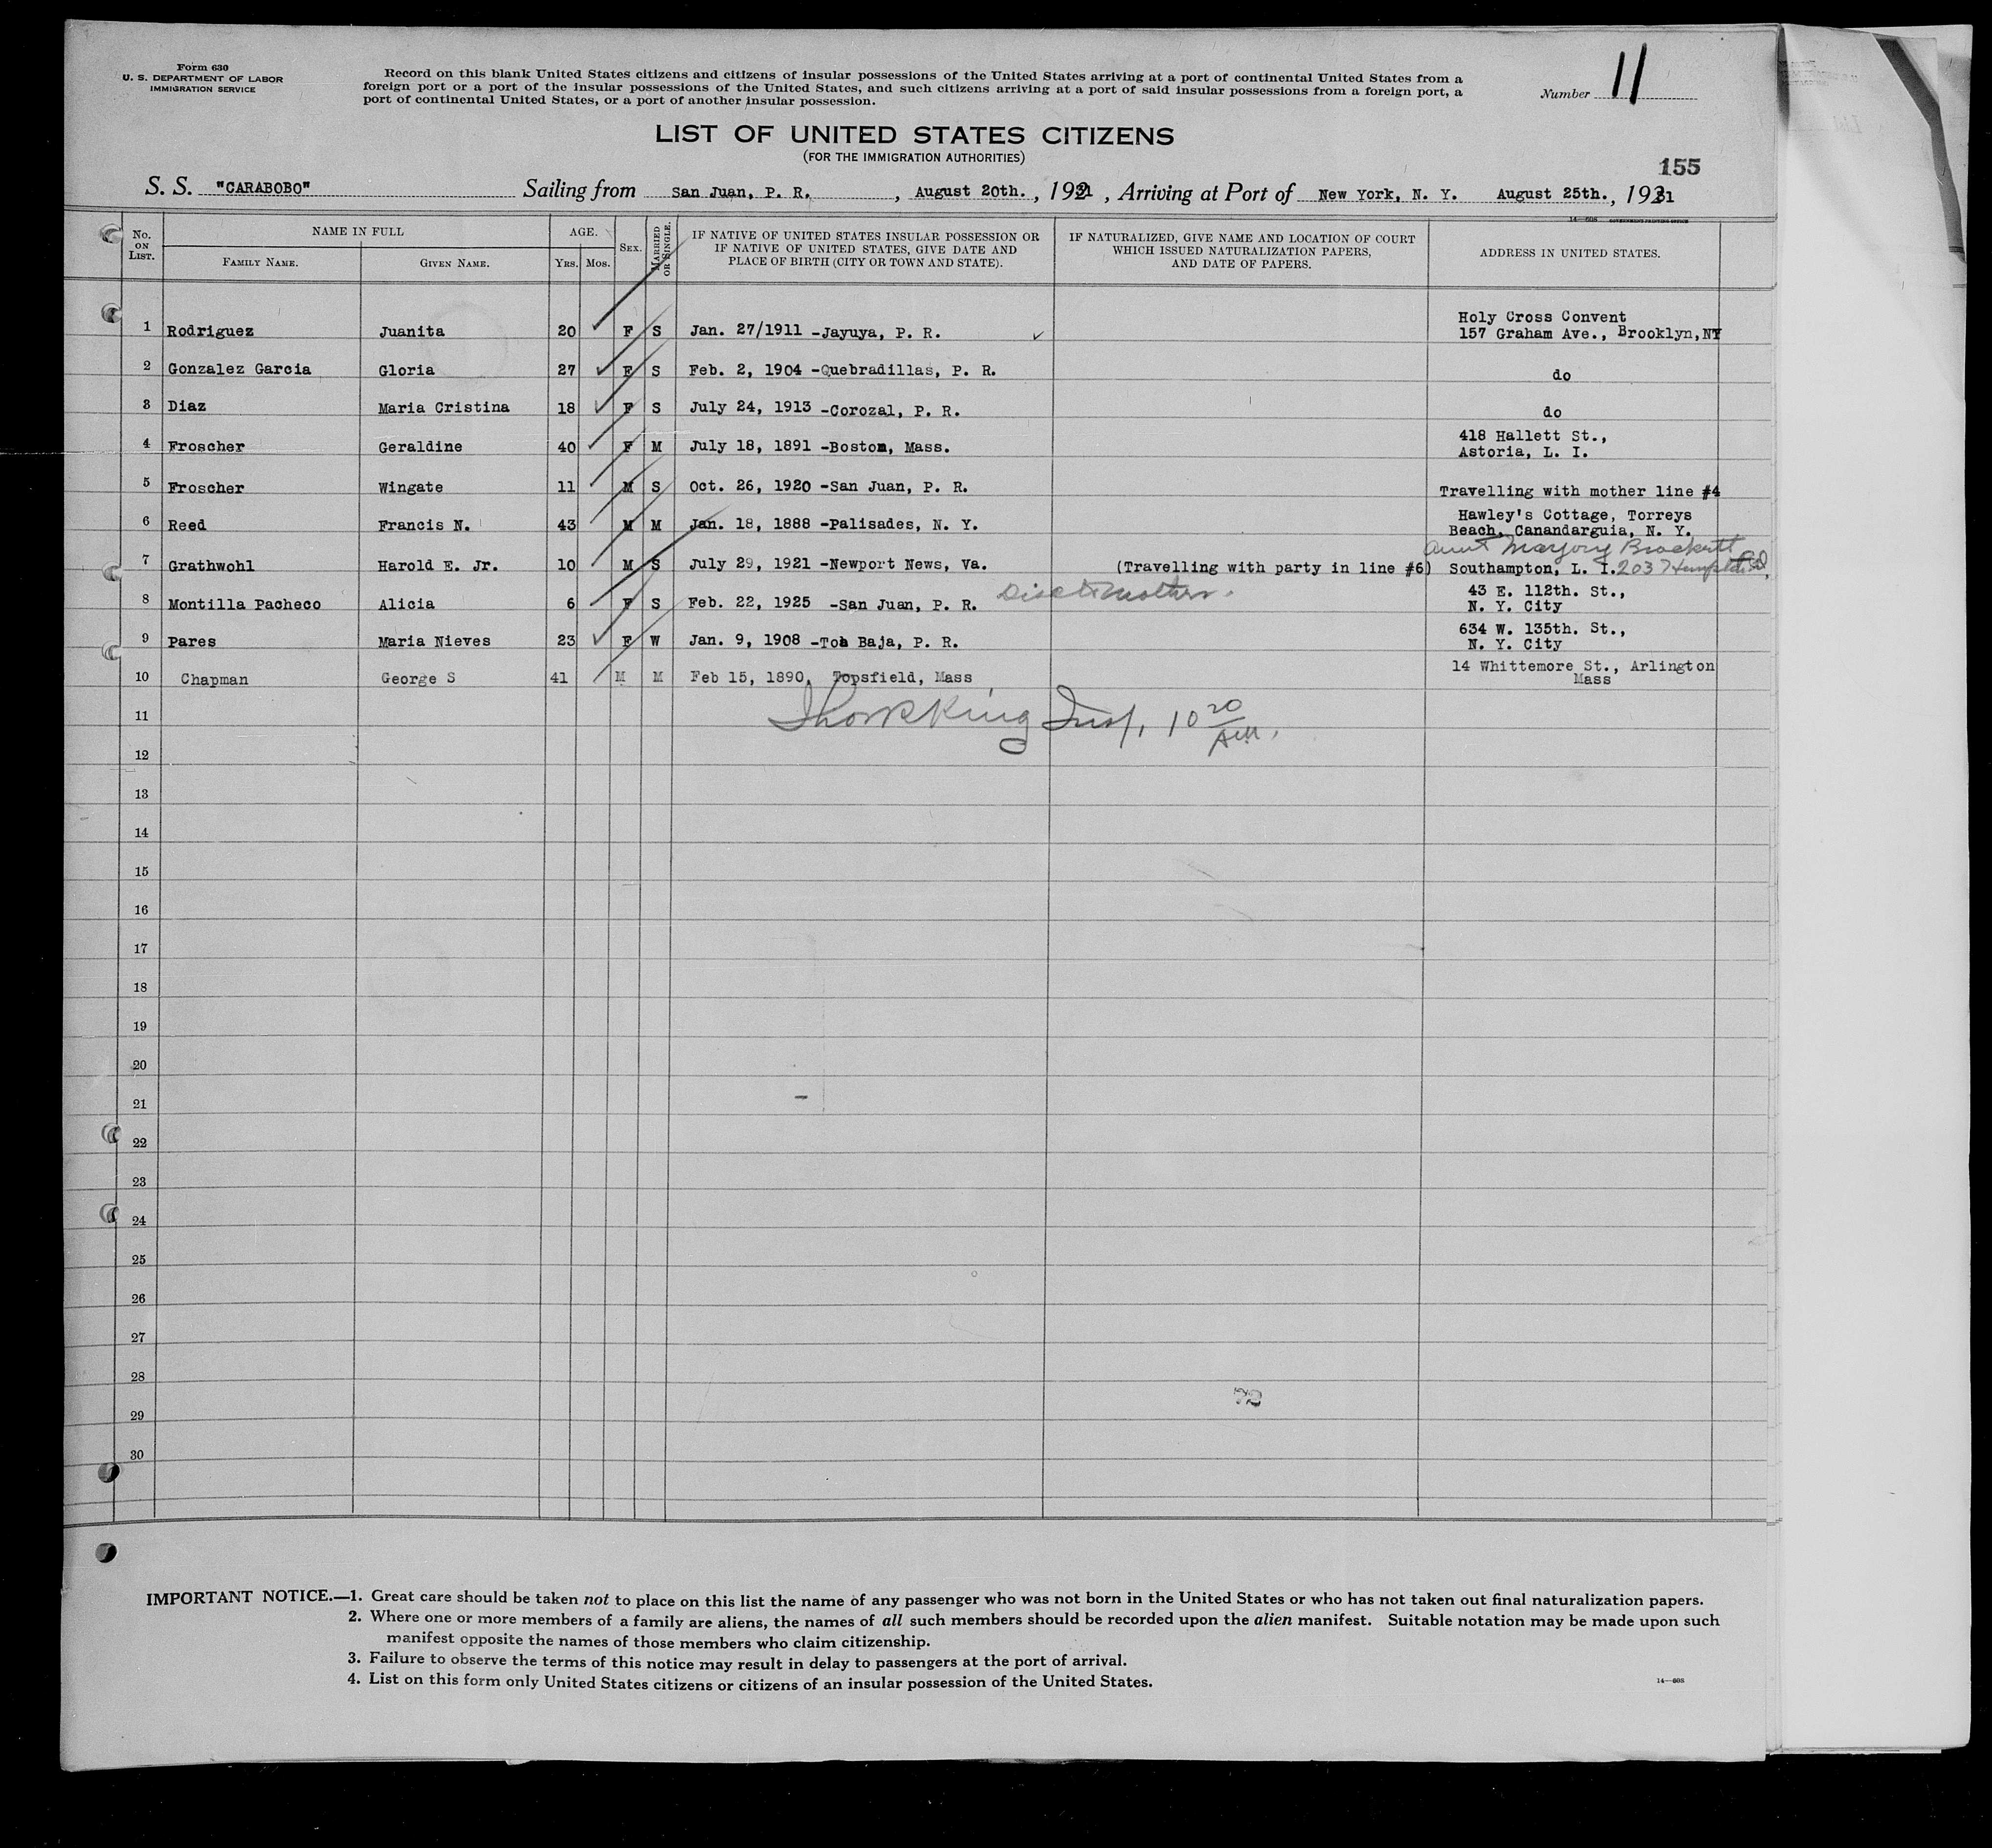 Form 630
U. S. DEPARTMENT OF LABOR
IMMIGRATION SERVICE
Record on this blank United States citizens and citizens of insular possessions of the United States arriving at a port of continental United States from a
foreign port or a port of the insular possessions of the United States, and such citizens arriving at a port of said insular possessions from a foreign port, a
port of continental United States, or a port of another insular possession.
Number 11
LIST OF UNITED STATES CITIZENS
(FOR THE IMMIGRATION AUTHORITIES)
155
S. S. "CARABOBO" Sailing from San Juan, P. R. , August 20th. , 1931 , Arriving at Port of New York, N. Y. August 25th. , 1931
14—608 GOVERNMENT PRINTING OFFICE
No. ON LIST. NAME IN FULL FAMILY NAME. GIVEN NAME. AGE. YRS. MOS. SEX. MARRIED OR SINGLE. IF NATIVE OF UNITED STATES INSULAR POSSESSION OR IF NATIVE OF UNITED STATES, GIVE DATE AND PLACE OF BIRTH (CITY OR TOWN AND STATE). IF NATURALIZED, GIVE NAME AND LOCATION OF COURT WHICH ISSUED NATURALIZATION PAPERS, AND DATE OF PAPERS. ADDRESS IN UNITED STATES.
Holy Cross Convent
1 Rodriguez Juanita 20 F S Jan. 27/1911 -Jayuya, P. R. 157 Graham Ave., Brooklyn,NY
2 Gonzalez Garcia Gloria 27 F S Feb. 2, 1904 -Quebradillas, P. R. do
3 Diaz Maria Cristina 18 F S July 24, 1913 -Corozal, P. R. do
418 Hallett St.,
4 Froscher Geraldine 40 F M July 18, 1891 -Boston, Mass. Astoria, L. I.
5 Froscher Wingate 11 M S Oct. 26, 1920 -San Juan, P. R. Travelling with mother line #4
Hawley's Cottage, Torreys
6 Reed Francis N. 43 M M Jan. 18, 1888 -Palisades, N. Y. Beach, Canandarguia, N. Y.
Aunt Marjory Brackett
7 Grathwohl Harold E. Jr. 10 M S July 29, 1921 -Newport News, Va. (Travelling with party in line #6) Southampton, L. I. 203
Disc to Mother.
43 E. 112th. St.,
8 Montilla Pacheco Alicia 6 F S Feb. 22, 1925 -San Juan, P. R. N. Y. City
634 W. 135th. St.,
9 Pares Maria Nieves 23 F W Jan. 9, 1908 -Toa Baja, P. R. N. Y. City
14 Whittemore St., Arlington
10 Chapman George S 41 M M Feb 15, 1890, Topsfield, Mass Mass
11 King Insp. 10 20 AM.
12
13
14
15
16
17
18
19
20
21
22
23
24
25
26
27
28
29
30
IMPORTANT NOTICE.—1. Great care should be taken not to place on this list the name of any passenger who was not born in the United States or who has not taken out final naturalization papers.
2. Where one or more members of a family are aliens, the names of all such members should be recorded upon the alien manifest. Suitable notation may be made upon such
manifest opposite the names of those members who claim citizenship.
3. Failure to observe the terms of this notice may result in delay to passengers at the port of arrival.
4. List on this form only United States citizens or citizens of an insular possession of the United States.
14—608